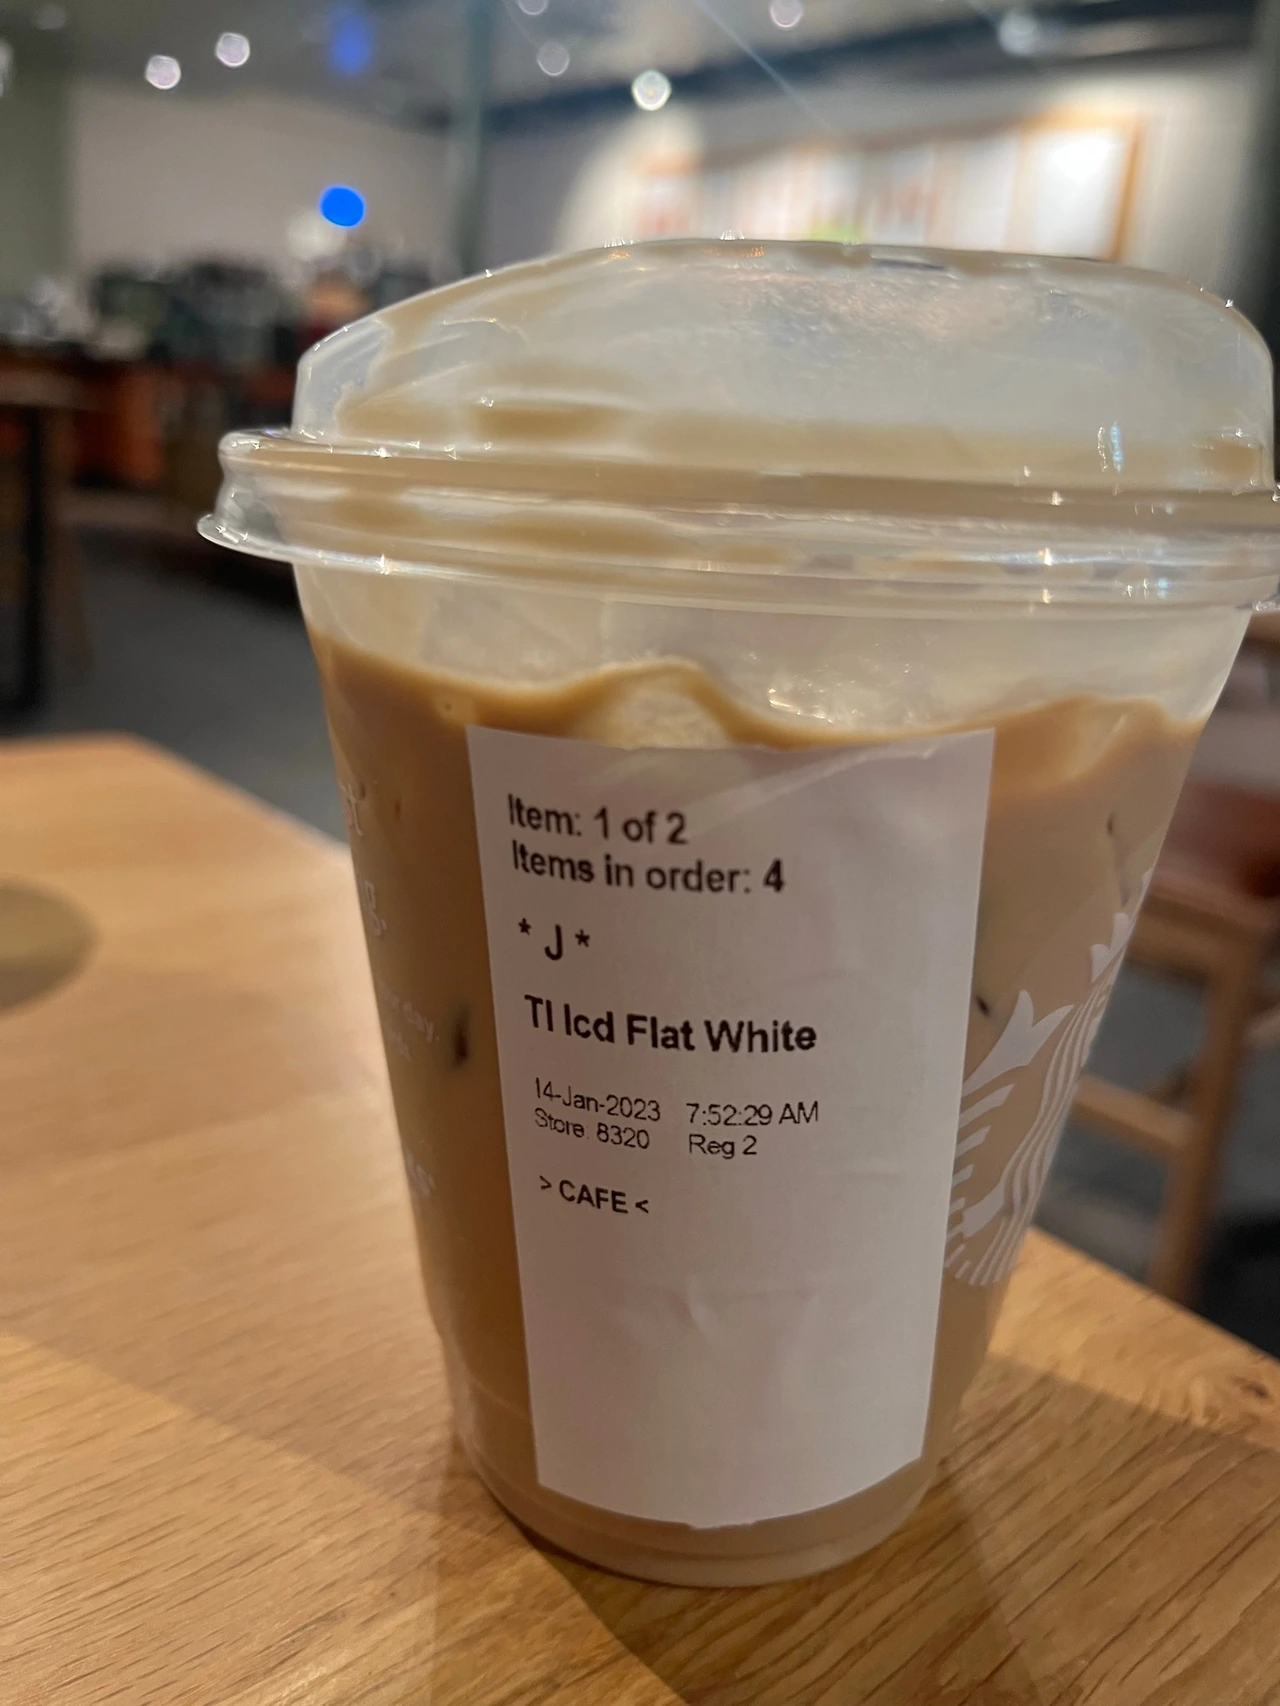 Item: 1 of 2
Items in order: 4
* J *
Tl Icd Flat White
14-Jan-2023 7:52:29 AM
Store: 8320 Reg 2
> CAFE <